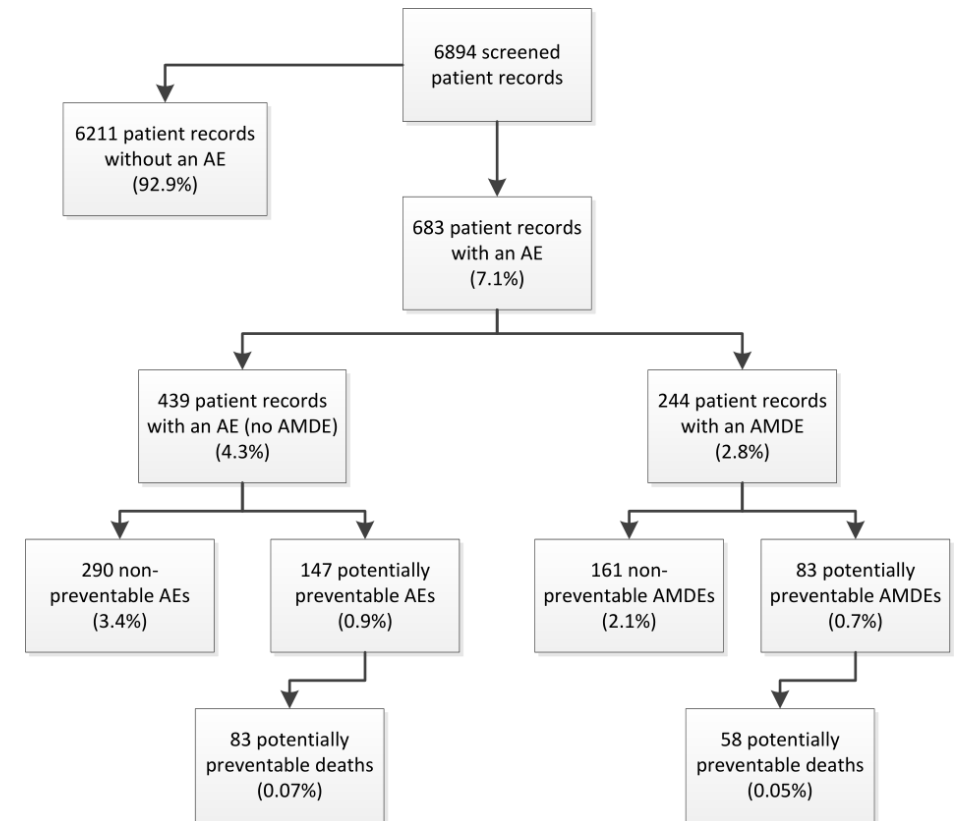 6894 screened
patient records
6211 patient records
without an AE
(92.9%)
683 patient records
with an AE
(7.1%)
439 patient records
with an AE (no AMDE)
(4.3%)
244 patient records
with an AMDE
(2.8%)
290 non-
preventable AEs
(3.4%)
147 potentially
preventable AEs
(0.9%)
161 non-
preventable AMDEs
(2.1%)
83 potentially
preventable AMDEs
(0.7%)
83 potentially
preventable deaths
(0.07%)
58 potentially
preventable deaths
(0.05%)